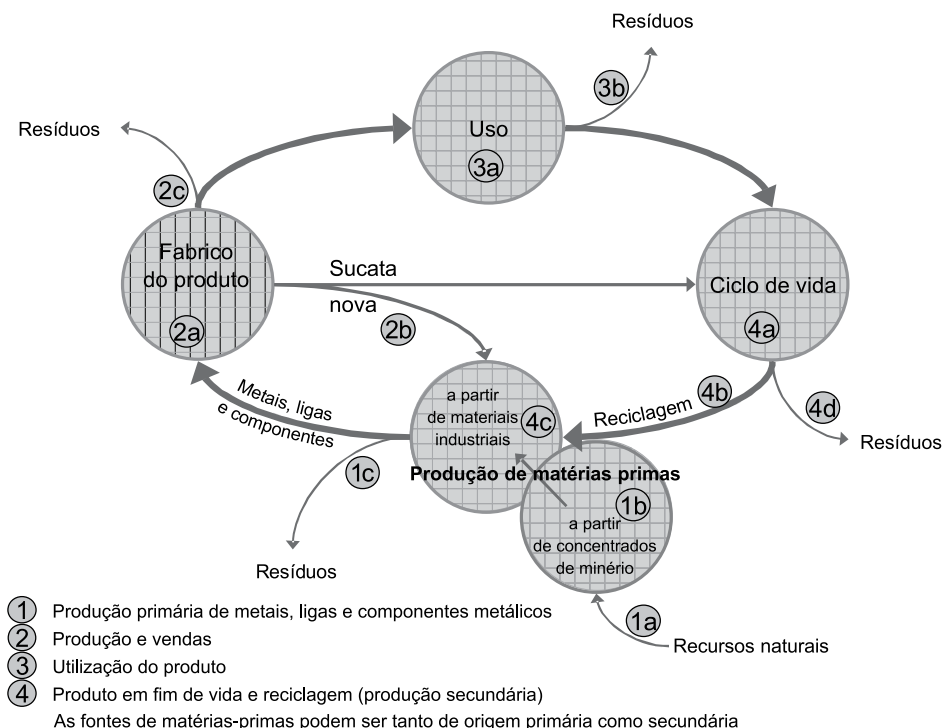 Resíduos
3b
Resíduos
Uso
3a
2c
Fabrico
do produto
2a
Sucata
nova
2b
Ciclo de vida
4a
Metais, ligas
e componentes
a partir
de materiais
industriais
4c
Reciclagem
4b
4d
Resíduos
1c
Produção de matérias primas
1b
a partir
de concentrados
de minério
Resíduos
1a
Recursos naturais
1 Produção primária de metais, ligas e componentes metálicos
2 Produção e vendas
3 Utilização do produto
4 Produto em fim de vida e reciclagem (produção secundária)
As fontes de matérias-primas podem ser tanto de origem primária como secundária